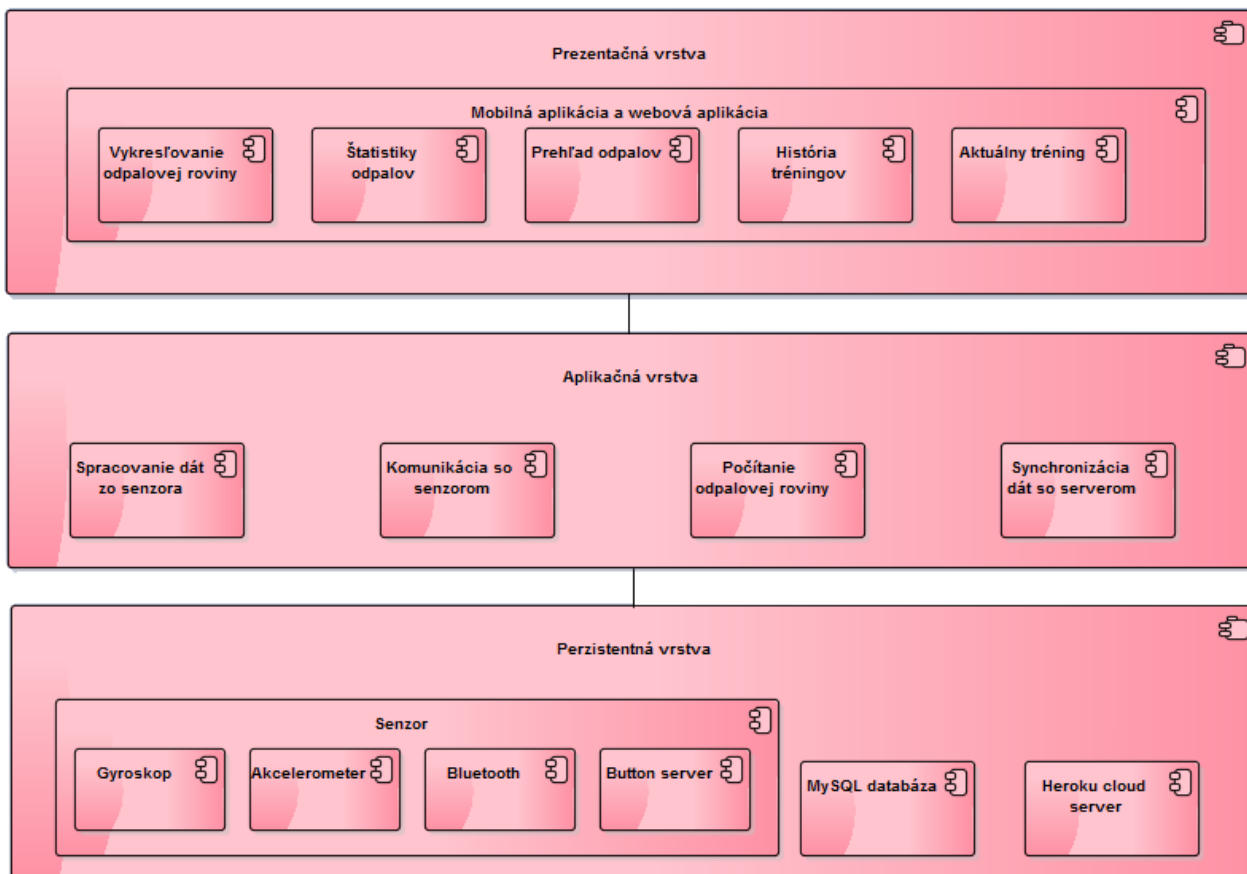 Prezentačná vrstva
Mobilná aplikácia a webová aplikácia
Vykresľovanie
odpalovej roviny
Štatistiky
odpalov
Prehľad odpalov
História
tréningov
Aktuálny tréning
Aplikačná vrstva
Spracovanie dát
zo senzora
Komunikácia so
senzorom
Počítanie
odpalovej roviny
Synchronizácia
dát so serverom
Perzistentná vrstva
Senzor
Gyroskop
Akcelerometer
Bluetooth
Button server
MySQL databáza
Heroku cloud
server